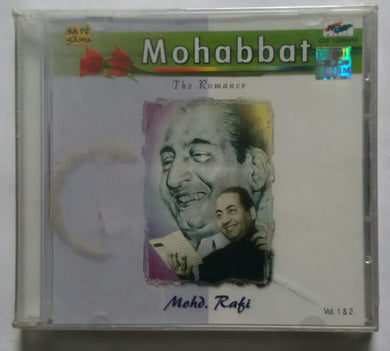 Mohabbat
The Romance
Mohd. Rafi
Vol. 1 & 2